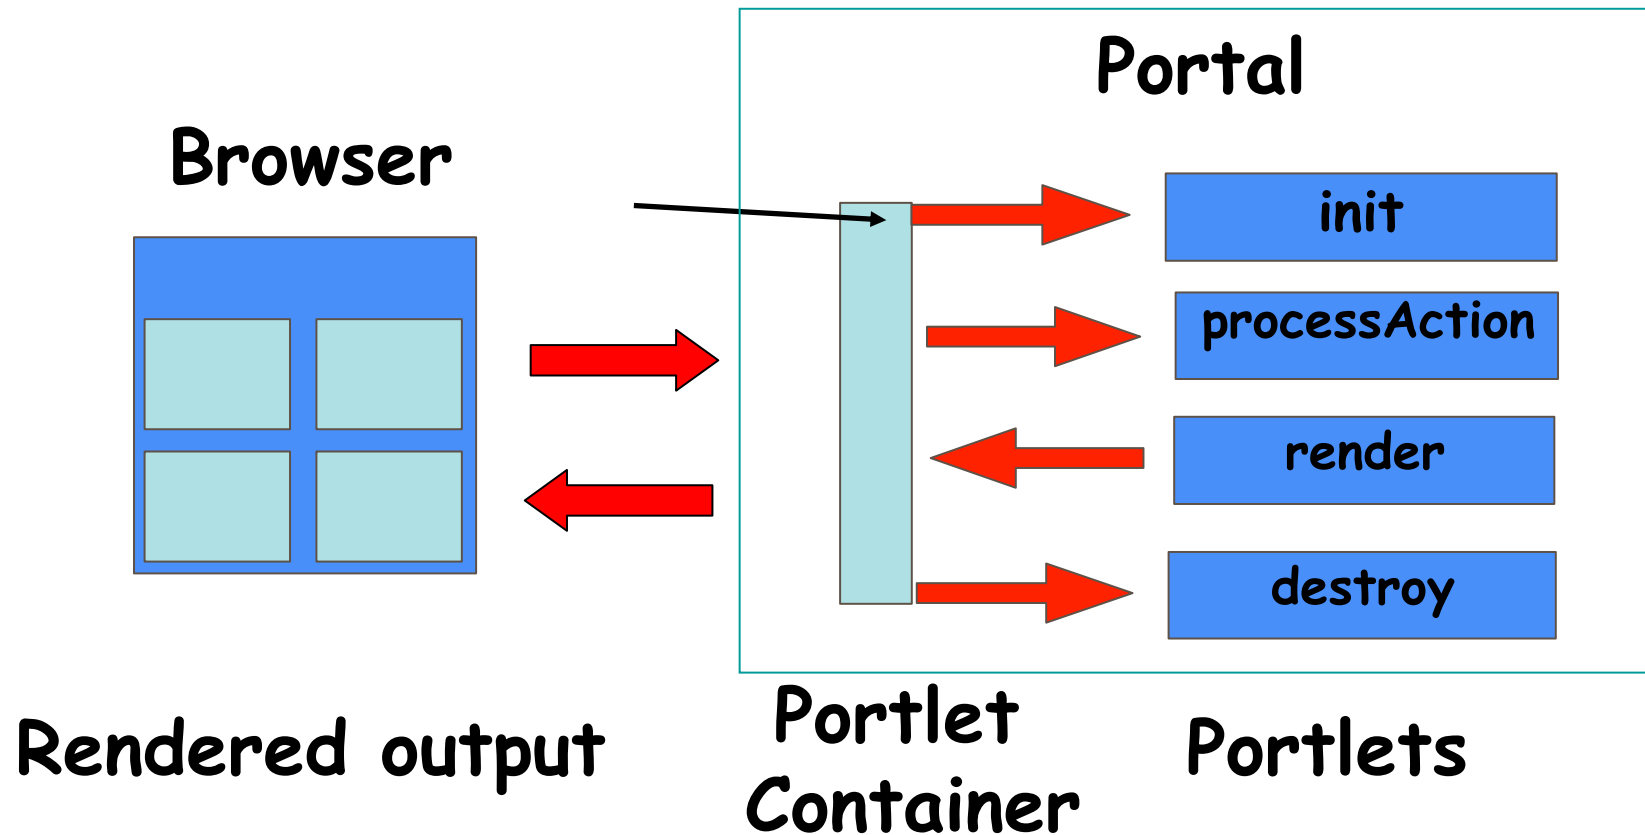 Portal
Browser
init
processAction
render
destroy
Rendered output
Portlet
Container
Portlets